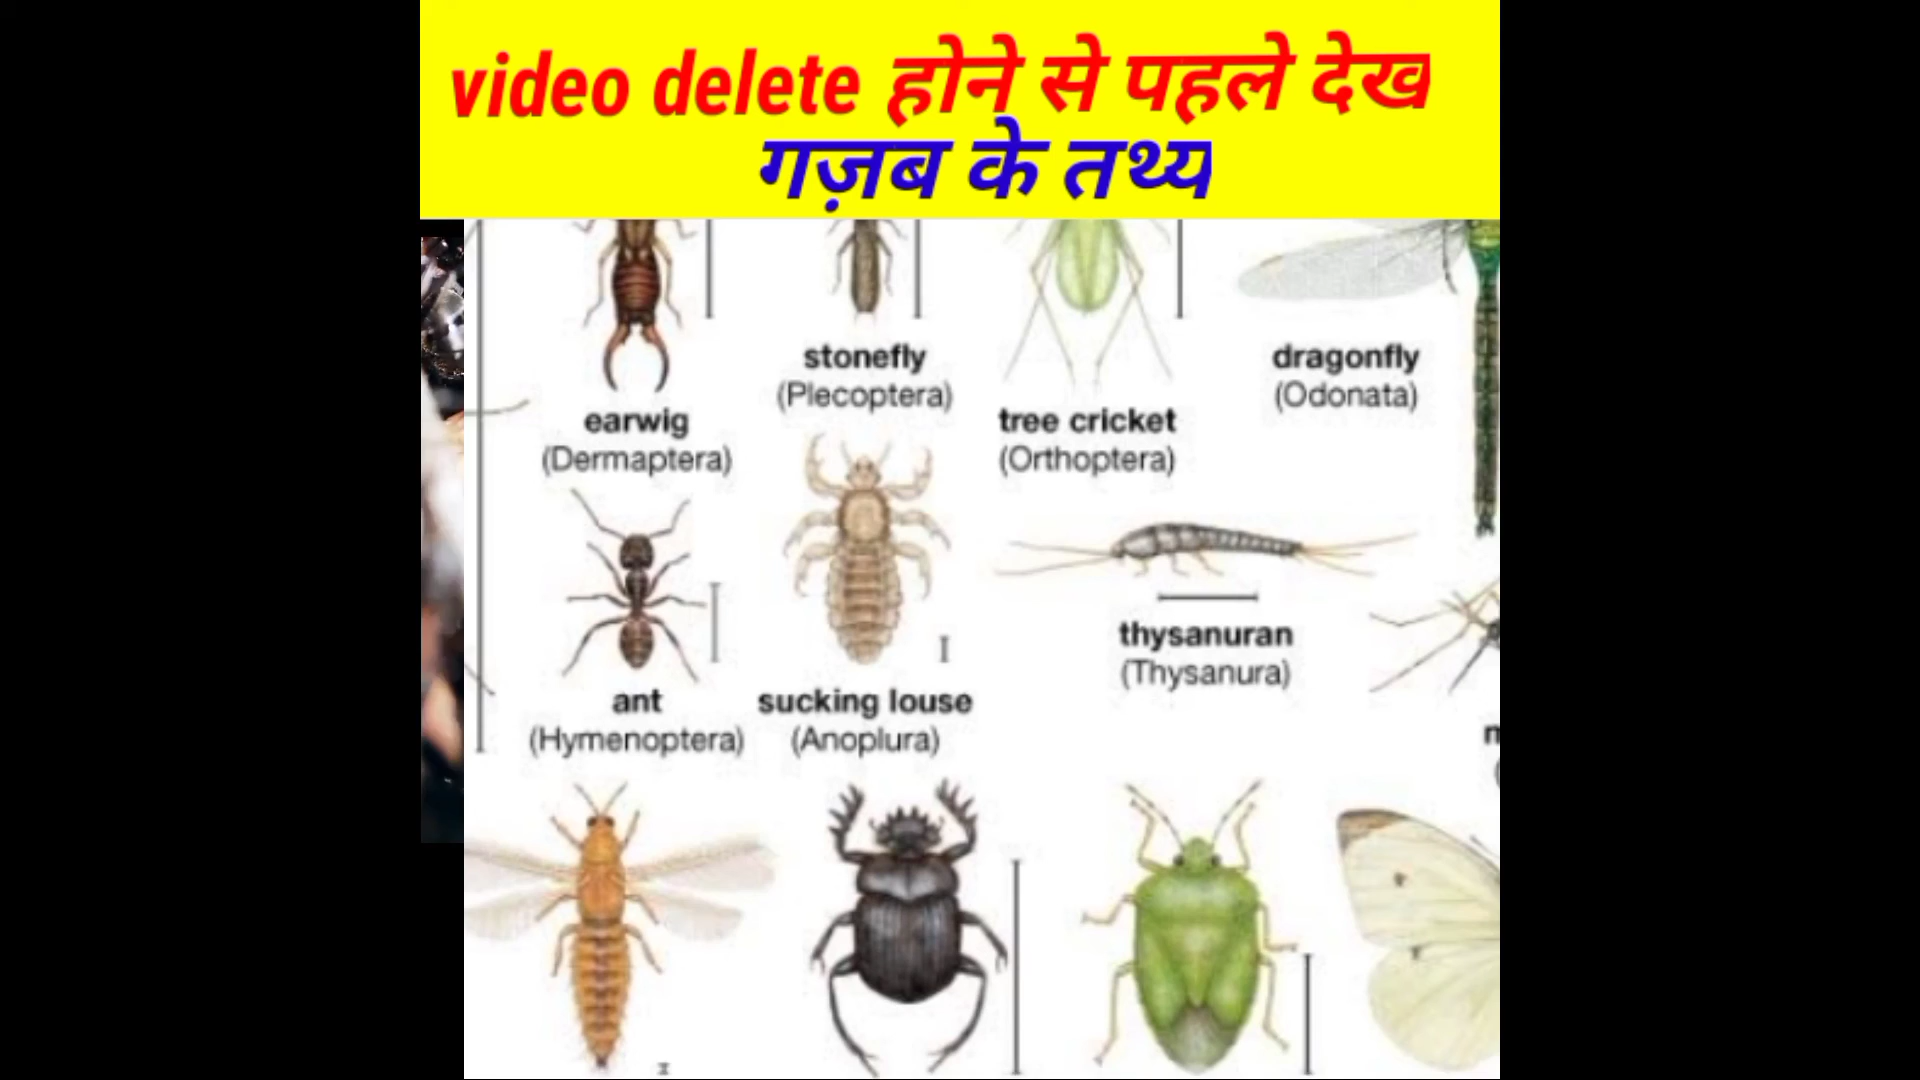 video delete होने से पहले देख
गज़ब के तथ्य
stonefly
(Plecoptera)
dragonfly
(Odonata)
earwig
(Dermaptera)
tree cricket
(Orthoptera)
thysanuran
(Thysanura)
ant
(Hymenoptera)
sucking louse
(Anoplura)